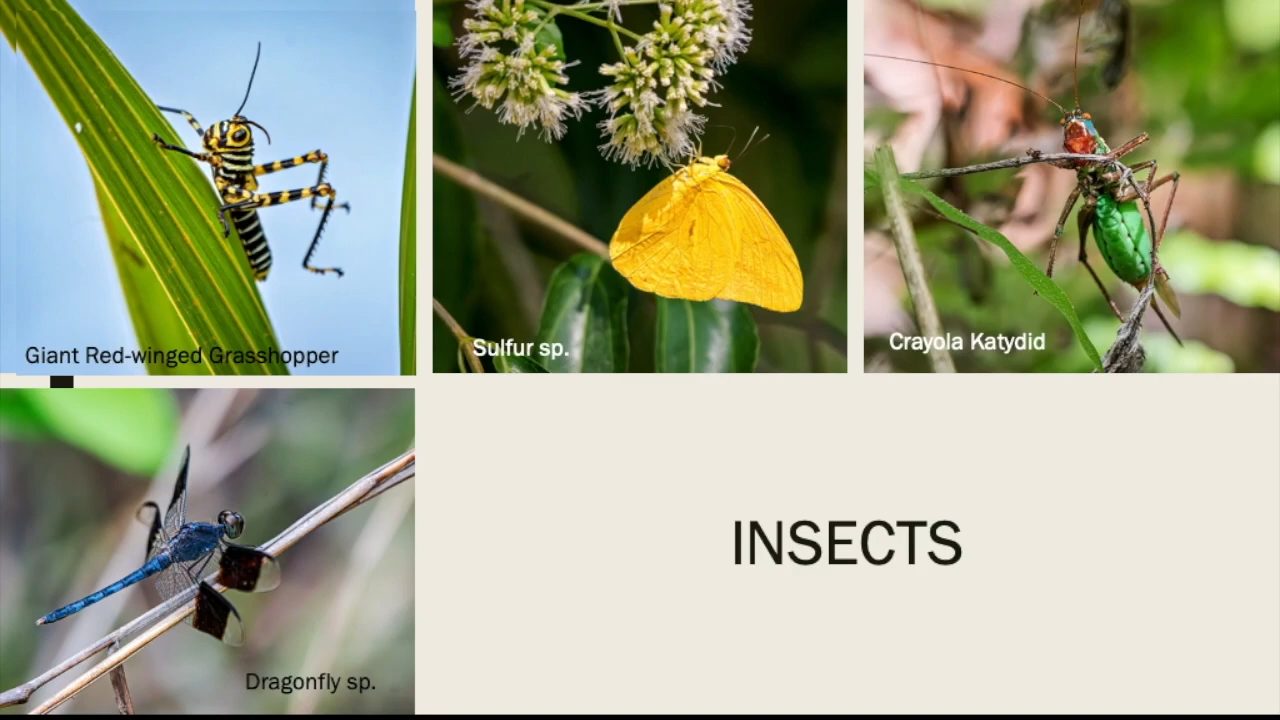 Giant Red-winged Grasshopper
Sulfur sp.
Crayola Katydid
Dragonfly sp.
INSECTS